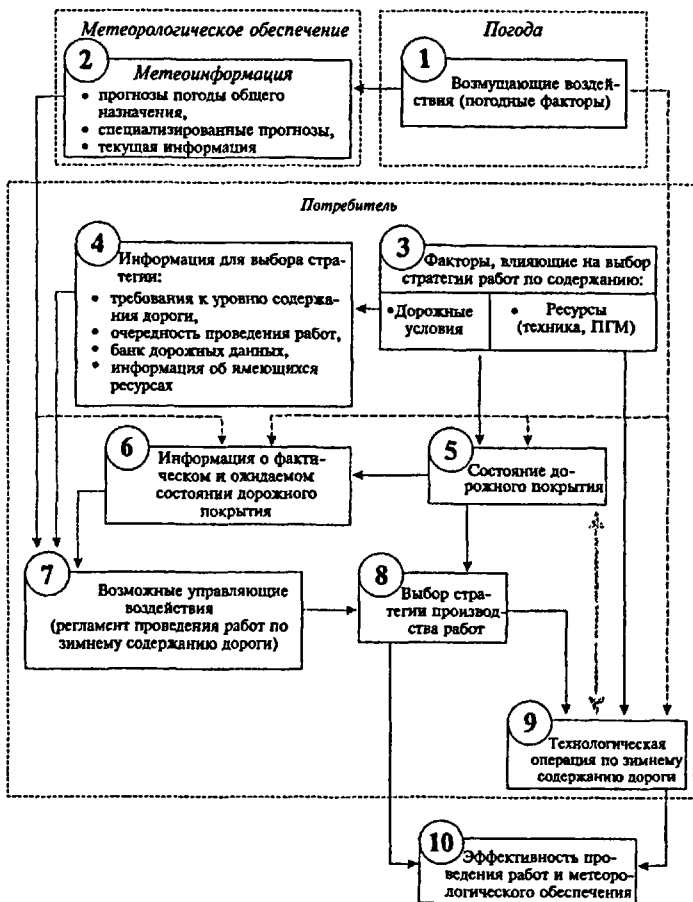 Метеорологическое обеспечение
Погода
2
Метеоинформация
• прогнозы погоды общего
назначения,
• специализированные прогнозы,
• текущая информация
1
Возмущающие воздей-
ствия (погодные факторы)
Потребитель
4
Информация для выбора стра-
тегии:
• требования к уровню содержа-
ния дороги,
• очередность проведения работ,
• банк дорожных данных,
• информация об имеющихся
ресурсах
3
Факторы, влияющие на выбор
стратегии работ по содержанию:
• Дорожные
условия
• Ресурсы
(техника, ПГМ)
6
Информация о факти-
ческом и ожидаемом
состоянии дорожного
покрытия
5
Состояние до-
рожного покрытия
7
Возможные управляющие
воздействия
(регламент проведения работ по
зимнему содержанию дороги)
8
Выбор стра-
тегии производ-
ства работ
9
Технологическая
операция по зимнему
содержанию дороги
10
Эффективность про-
ведения работ и метеоро-
логического обеспечения